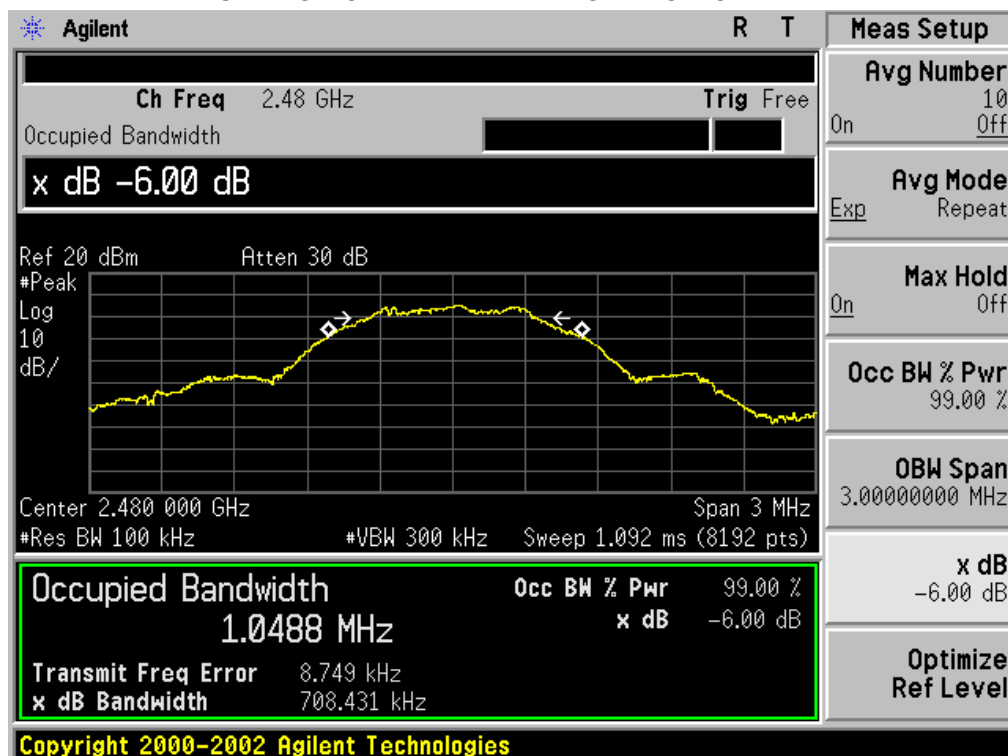 Agilent R T
Ch Freq 2.48 GHz Trig Free
Occupied Bandwidth
x dB -6.00 dB
Ref 20 dBm Atten 30 dB
#Peak
Log
10
dB/
Center 2.480 000 GHz Span 3 MHz
#Res BW 100 kHz #VBW 300 kHz Sweep 1.092 ms (8192 pts)
Occupied Bandwidth Occ BW % Pwr 99.00 %
1.0488 MHz x dB -6.00 dB
Transmit Freq Error 8.749 kHz
x dB Bandwidth 708.431 kHz
Copyright 2000-2002 Agilent Technologies
Meas Setup
Avg Number
10
On Off
Avg Mode
Exp Repeat
Max Hold
On Off
Occ BW % Pwr
99.00 %
OBW Span
3.00000000 MHz
x dB
-6.00 dB
Optimize
Ref Level